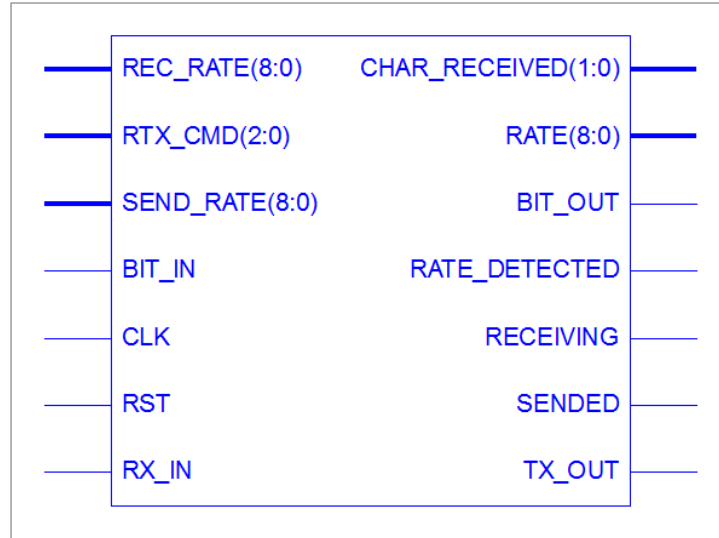 REC_RATE(8:0) CHAR_RECEIVED(1:0)
RTX_CMD(2:0) RATE(8:0)
SEND_RATE(8:0) BIT_OUT
BIT_IN RATE_DETECTED
CLK RECEIVING
RST SENDED
RX_IN TX_OUT